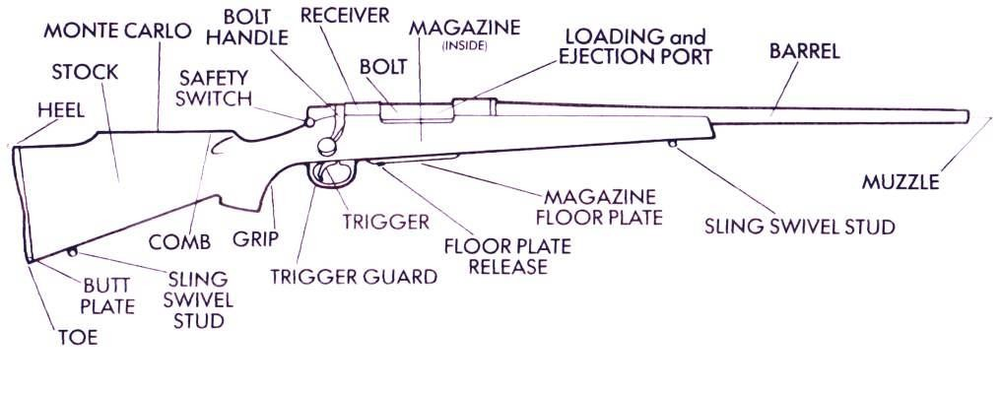 MONTE CARLO
BOLT
HANDLE
RECEIVER
MAGAZINE
(INSIDE)
LOADING and
EJECTION PORT
BARREL
STOCK
SAFETY
SWITCH
BOLT
HEEL
MUZZLE
MAGAZINE
FLOOR PLATE
SLING SWIVEL STUD
TRIGGER
COMB
GRIP
FLOOR PLATE
RELEASE
TRIGGER GUARD
BUTT
PLATE
SLING
SWIVEL
STUD
TOE